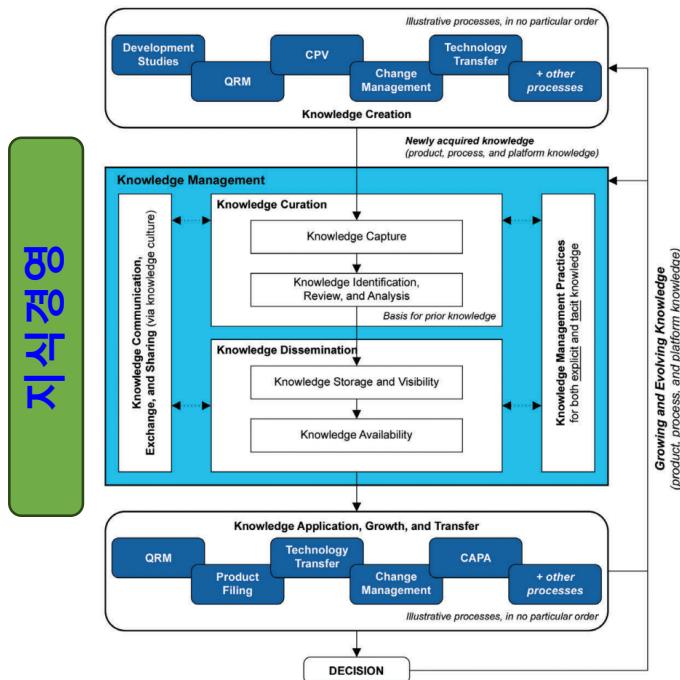 Illustrative processes, in no particular order
Development
Studies
QRM
CPV
Change
Management
Technology
Transfer
+ other
processes
Knowledge Creation
Newly acquired knowledge
(product, process, and platform knowledge)
지식경영
Knowledge Management
Knowledge Communication,
Exchange, and Sharing (via knowledge culture)
Knowledge Curation
Knowledge Capture
Knowledge Identification,
Review, and Analysis
Basis for prior knowledge
Knowledge Dissemination
Knowledge Storage and Visibility
Knowledge Availability
Knowledge Management Practices
for both explicit and tacit knowledge
Growing and Evolving Knowledge
(product, process, and platform knowledge)
Knowledge Application, Growth, and Transfer
QRM
Product
Filing
Technology
Transfer
Change
Management
CAPA
+ other
processes
Illustrative processes, in no particular order
DECISION